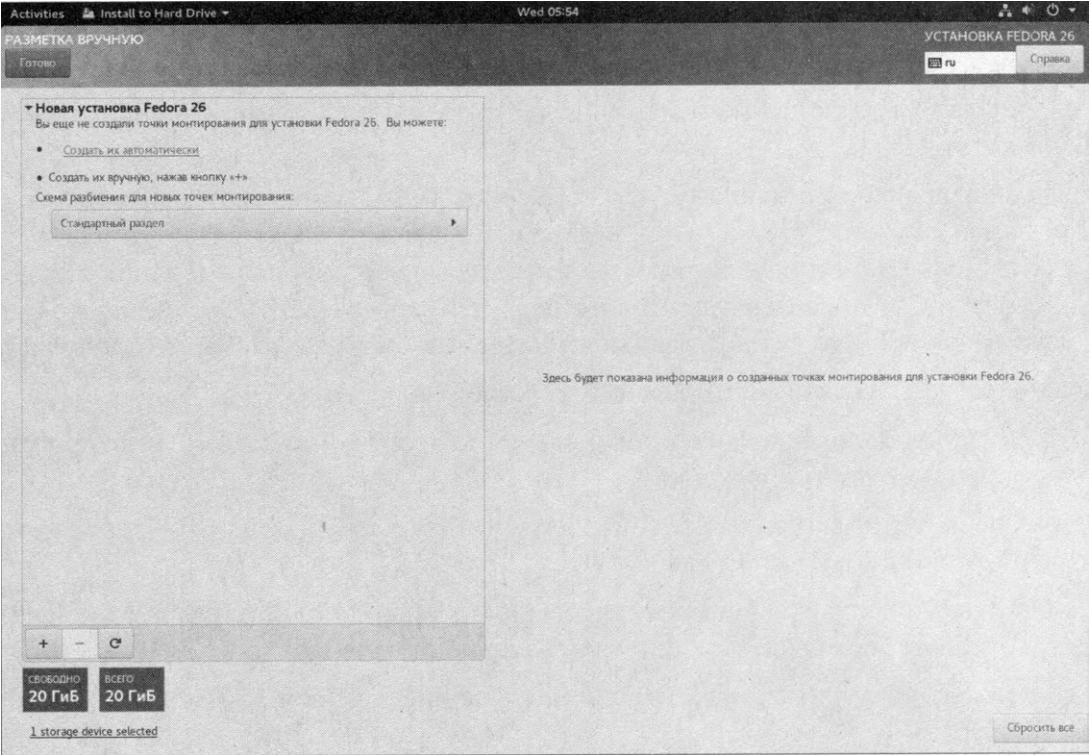 Activities Install to Hard Drive Wed 05:54
РАЗМЕТКА ВРУЧНУЮ УСТАНОВКА FEDORA 26
Готово ru Справка
Новая установка Fedora 26
Вы еще не создали точки монтирования для установки Fedora 26. Вы можете:
• Создать их автоматически
• Создать их вручную, нажав кнопку «+»
Схема разбиения для новых точек монтирования:
Стандартный раздел
Здесь будет показана информация о созданных точках монтирования для установки Fedora 26.
+ −
СВОБОДНО ВСЕГО
20 ГиБ 20 ГиБ
1 storage device selected
Сбросить все